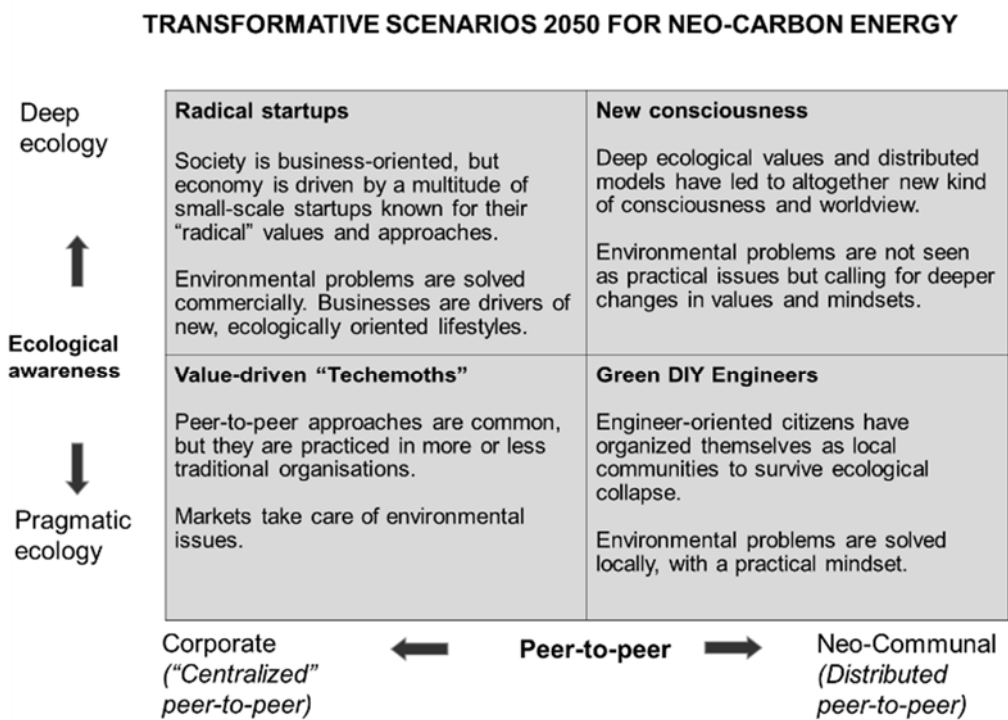 TRANSFORMATIVE SCENARIOS 2050 FOR NEO-CARBON ENERGY
Deep
ecology
Radical startups
Society is business-oriented, but
economy is driven by a multitude of
small-scale startups known for their
“radical” values and approaches.
Environmental problems are solved
commercially. Businesses are drivers of
new, ecologically oriented lifestyles.
New consciousness
Deep ecological values and distributed
models have led to altogether new kind
of consciousness and worldview.
Environmental problems are not seen
as practical issues but calling for deeper
changes in values and mindsets.
Ecological
awareness
Value-driven “Techemoths”
Peer-to-peer approaches are common,
but they are practiced in more or less
traditional organisations.
Markets take care of environmental
issues.
Green DIY Engineers
Engineer-oriented citizens have
organized themselves as local
communities to survive ecological
collapse.
Environmental problems are solved
locally, with a practical mindset.
Pragmatic
ecology
Corporate
(“Centralized”
peer-to-peer)
Peer-to-peer
Neo-Communal
(Distributed
peer-to-peer)